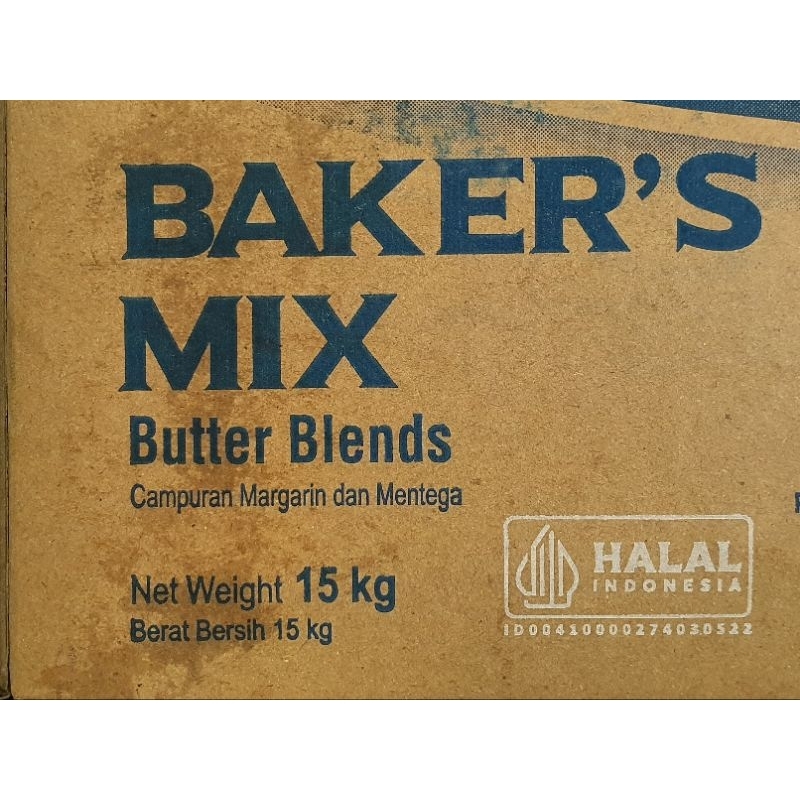 BAKER'S
MIX
Butter Blends
Campuran Margarin dan Mentega
Net Weight 15 kg
Berat Bersih 15 kg
HALAL
INDONESIA
ID00410000274030522